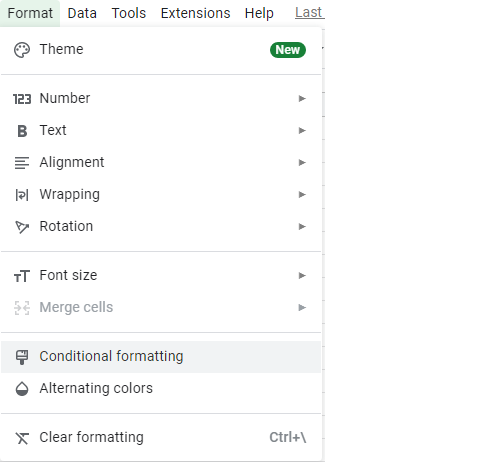 Format Data Tools Extensions Help Last
Theme New
123 Number
B Text
Alignment
Wrapping
Rotation
TT Font size
Merge cells
Conditional formatting
Alternating colors
Clear formatting Ctrl+\